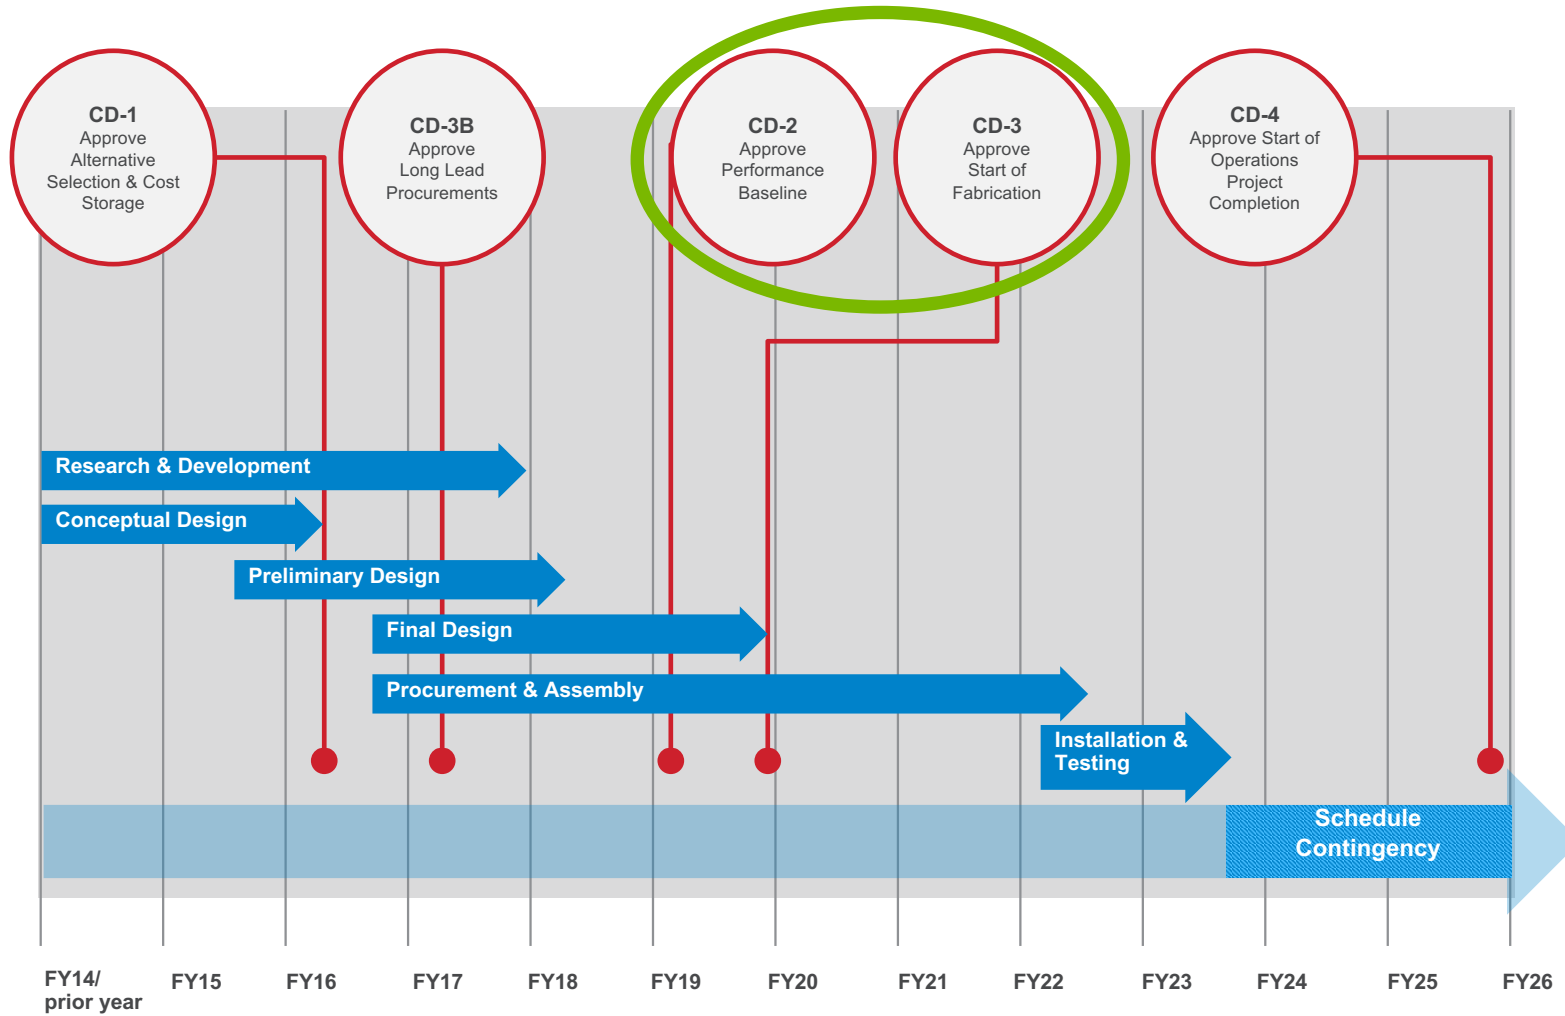 CD-1
Approve
Alternative
Selection & Cost
Storage
CD-3B
Approve
Long Lead
Procurements
CD-2
Approve
Performance
Baseline
CD-3
Approve
Start of
Fabrication
CD-4
Approve Start of
Operations
Project
Completion
Research & Development
Conceptual Design
Preliminary Design
Final Design
Procurement & Assembly
Installation &
Testing
Schedule
Contingency
FY14/
prior year
FY15
FY16
FY17
FY18
FY19
FY20
FY21
FY22
FY23
FY24
FY25
FY26